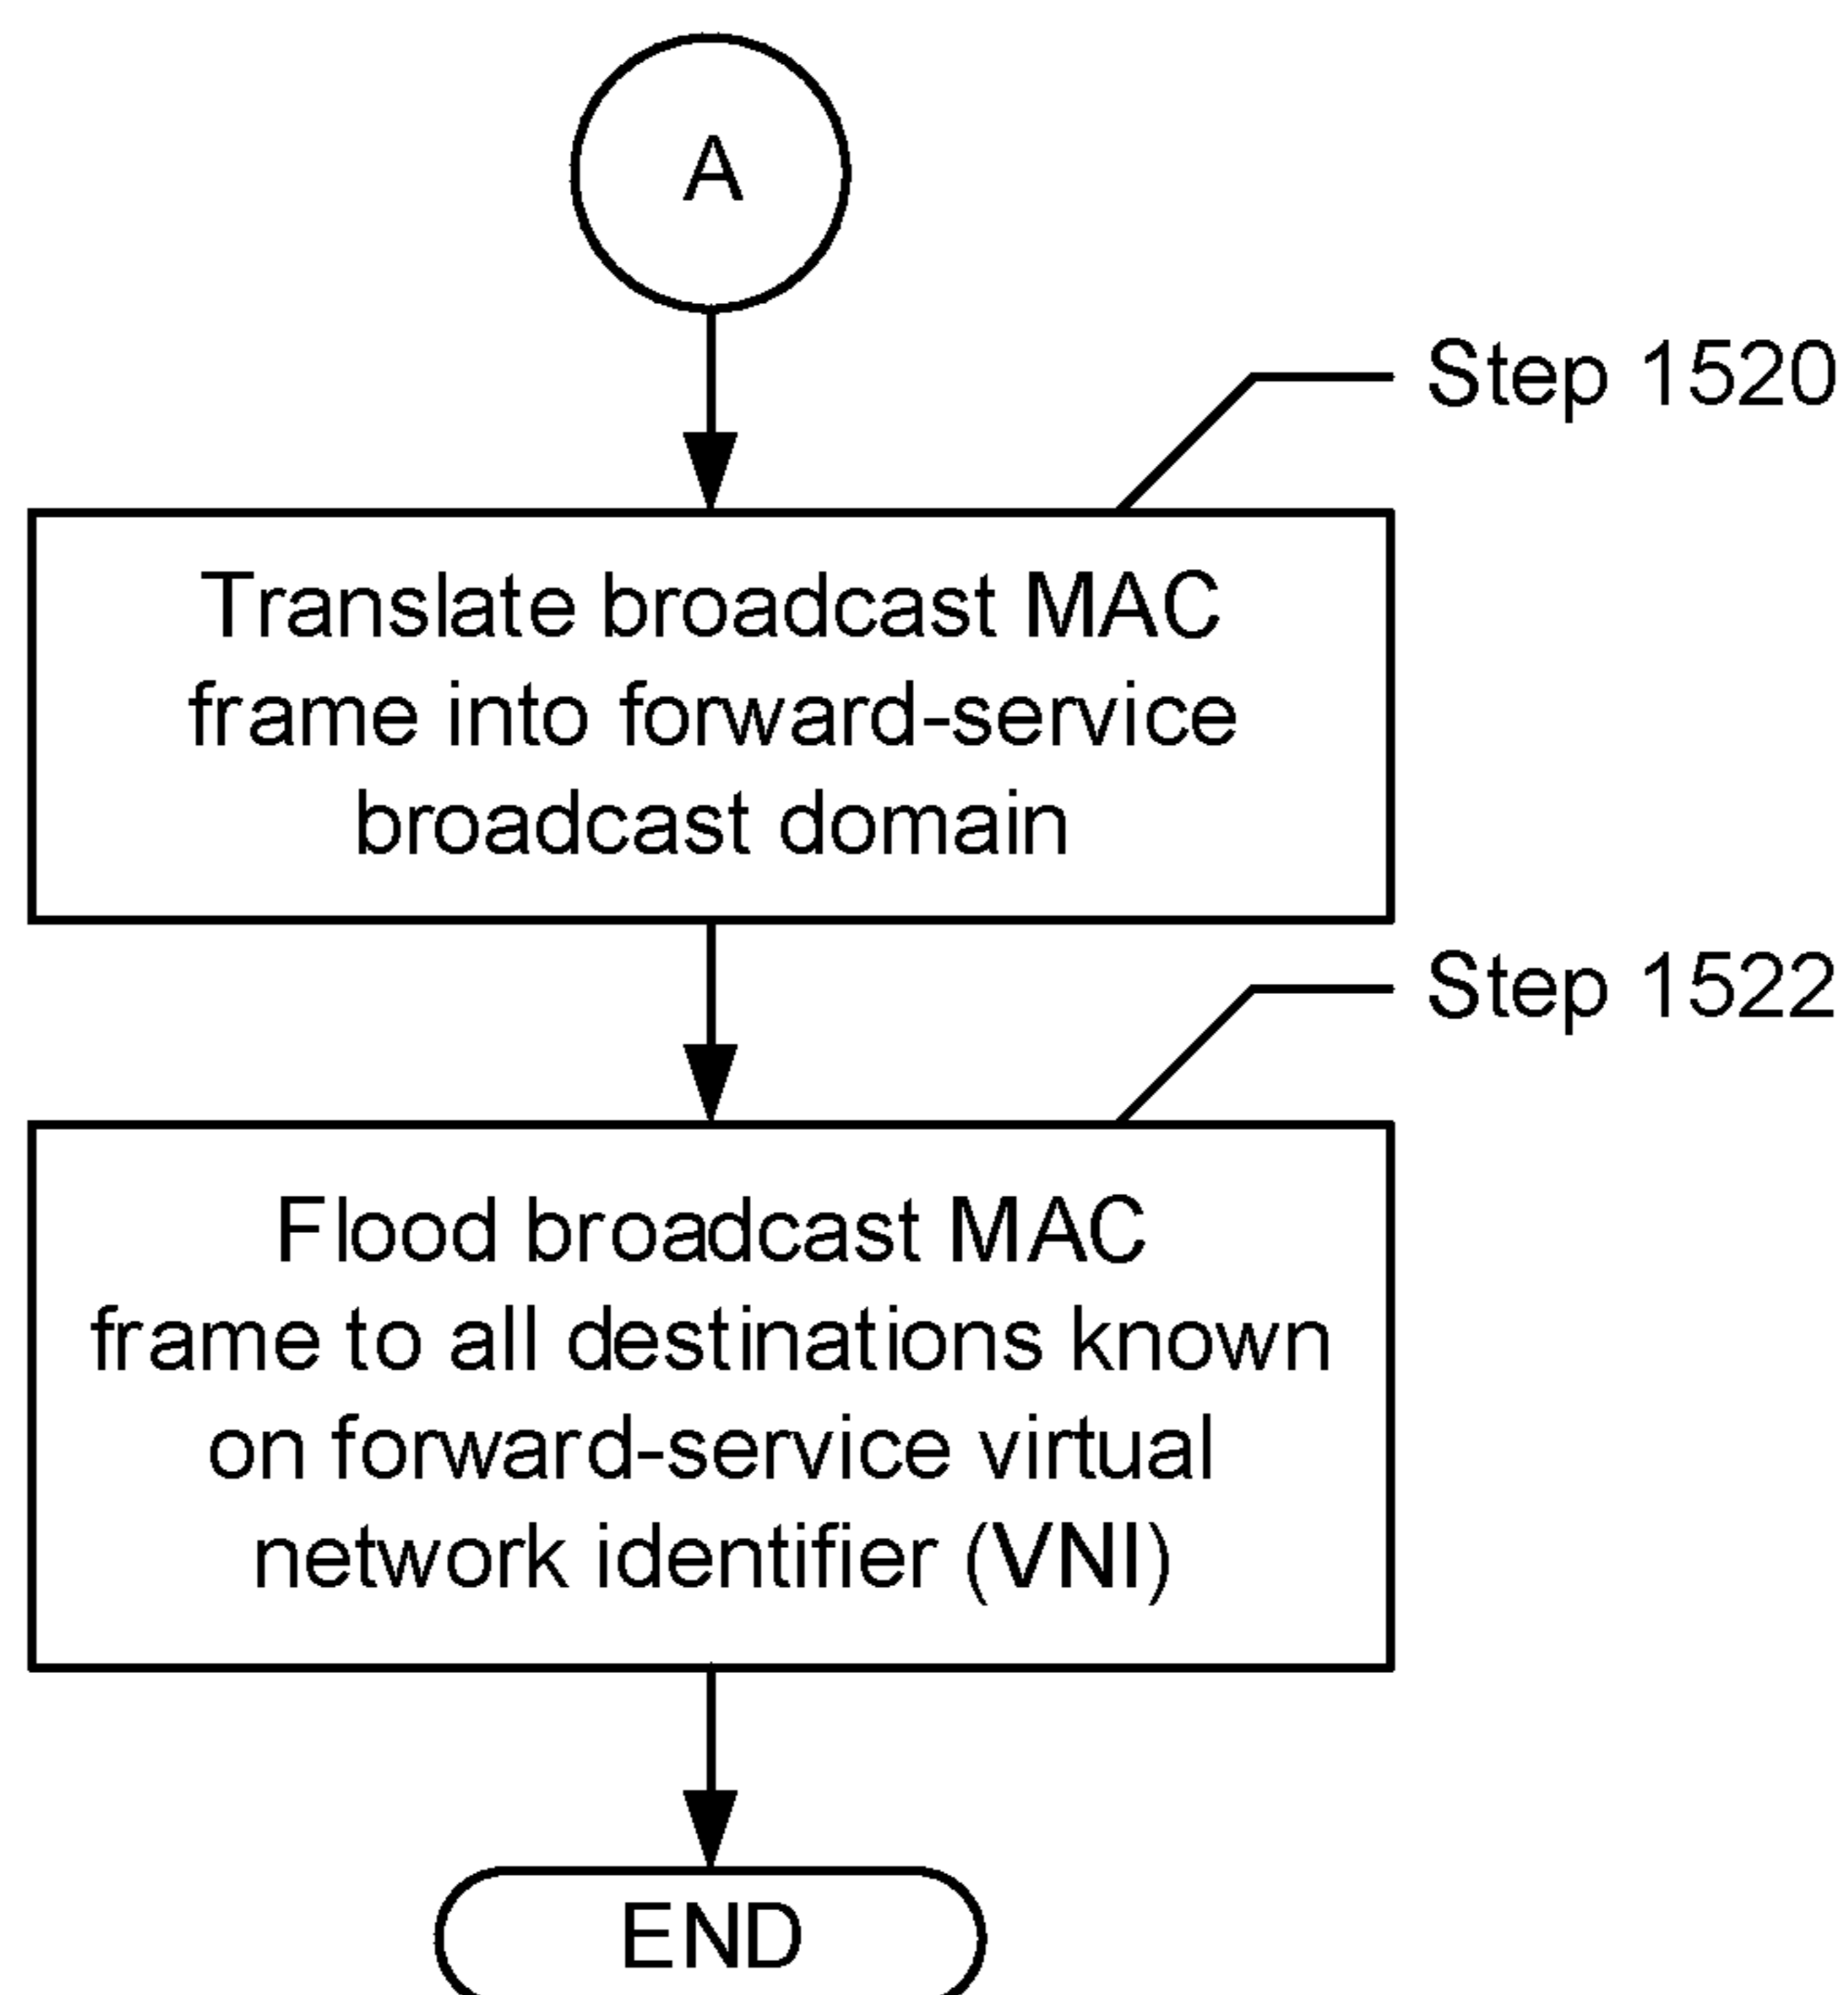 A
Step 1520
Translate broadcast MAC
frame into forward-service
broadcast domain
Step 1522
Flood broadcast MAC
frame to all destinations known
on forward-service virtual
network identifier (VNI)
END